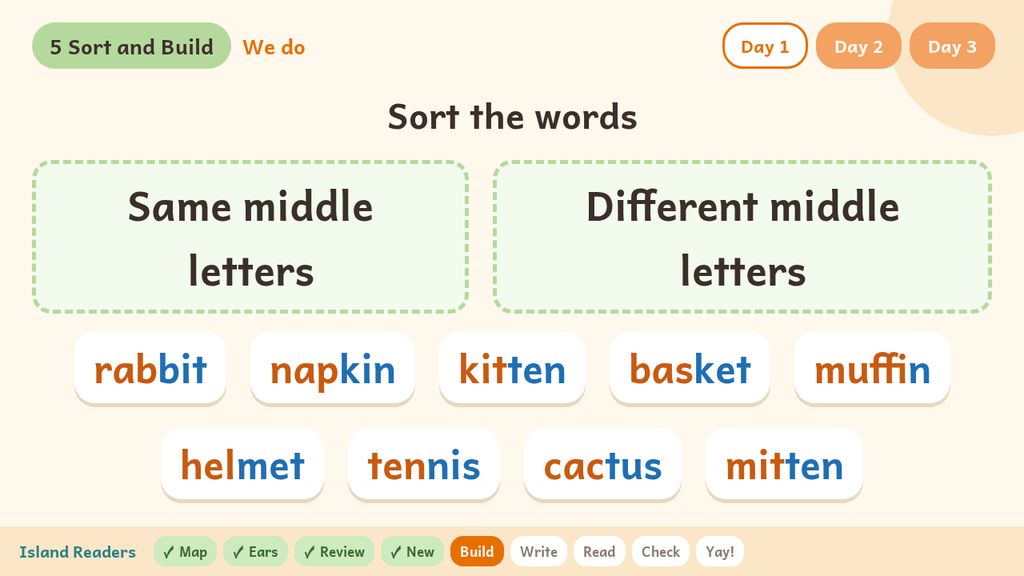 5 Sort and Build We do Day 1 Day 2 Day 3
Sort the words
Same middle
letters
Different middle
letters
rabbit napkin kitten basket muffin
helmet tennis cactus mitten
Island Readers ✓ Map ✓ Ears ✓ Review ✓ New Build Write Read Check Yay!